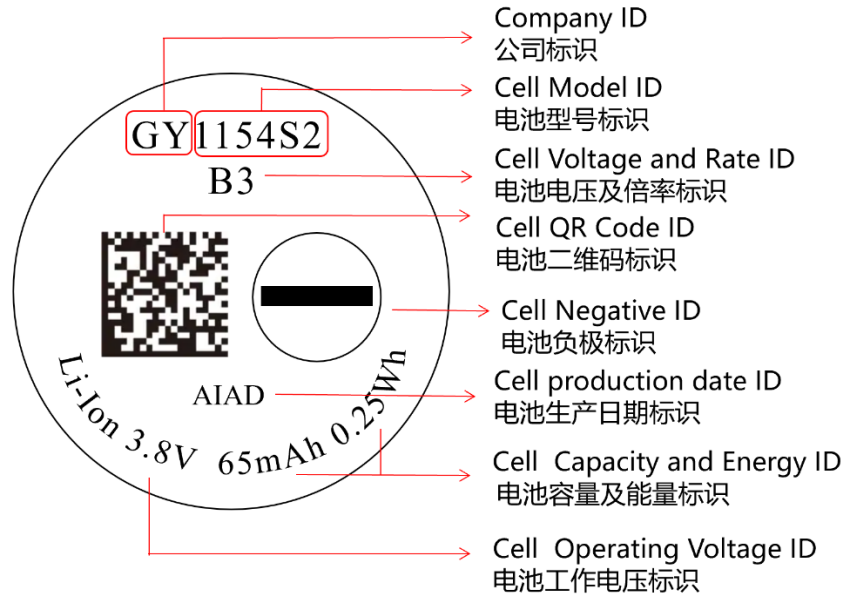 Company ID
公司标识
Cell Model ID
电池型号标识
GY1154S2
Cell Voltage and Rate ID
电池电压及倍率标识
B3
Cell QR Code ID
电池二维码标识
Cell Negative ID
电池负极标识
Cell production date ID
电池生产日期标识
AIAD
Li-Ion 3.8V 65mAh 0.25Wh
Cell Capacity and Energy ID
电池容量及能量标识
Cell Operating Voltage ID
电池工作电压标识